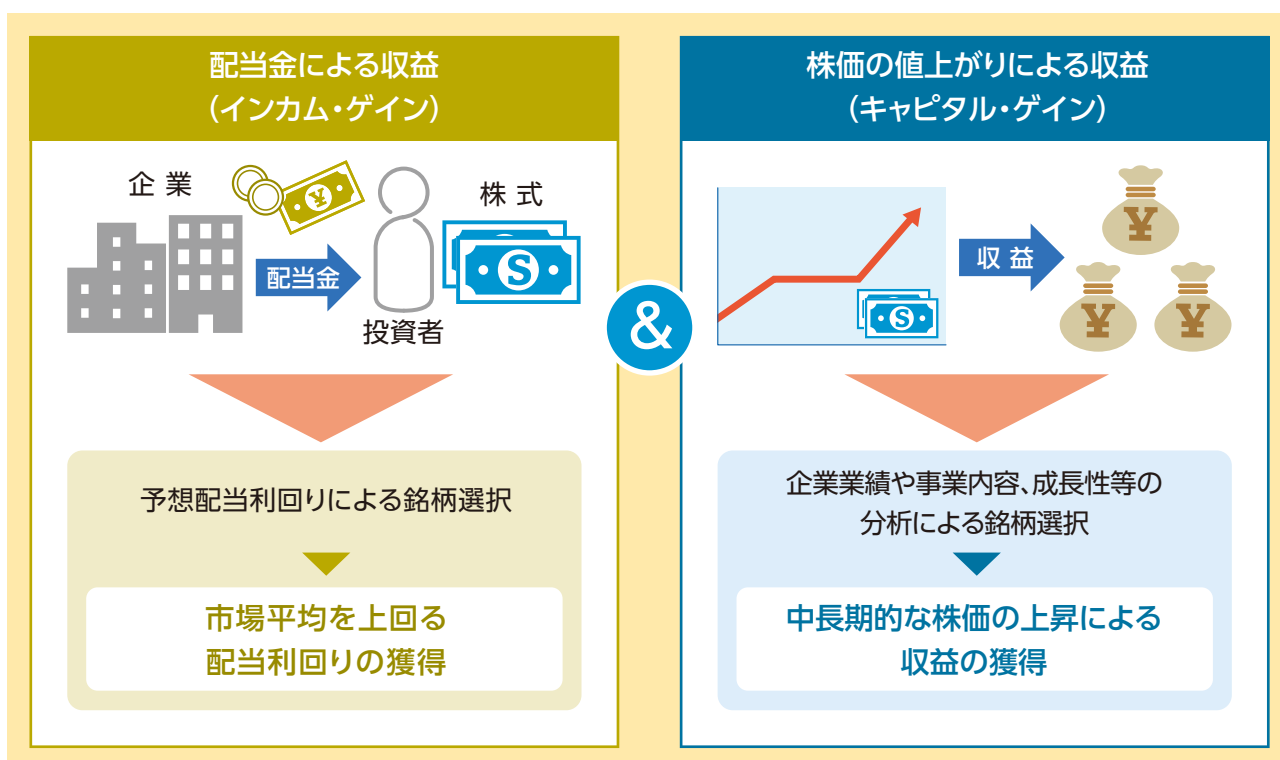 配当金による収益
(インカム・ゲイン)
企業
¥
株式
配当金
S
投資者
予想配当利回りによる銘柄選択
市場平均を上回る
配当利回りの獲得
&
株価の値上がりによる収益
(キャピタル・ゲイン)
S
収益
¥
¥
¥
企業業績や事業内容、成長性等の
分析による銘柄選択
中長期的な株価の上昇による
収益の獲得